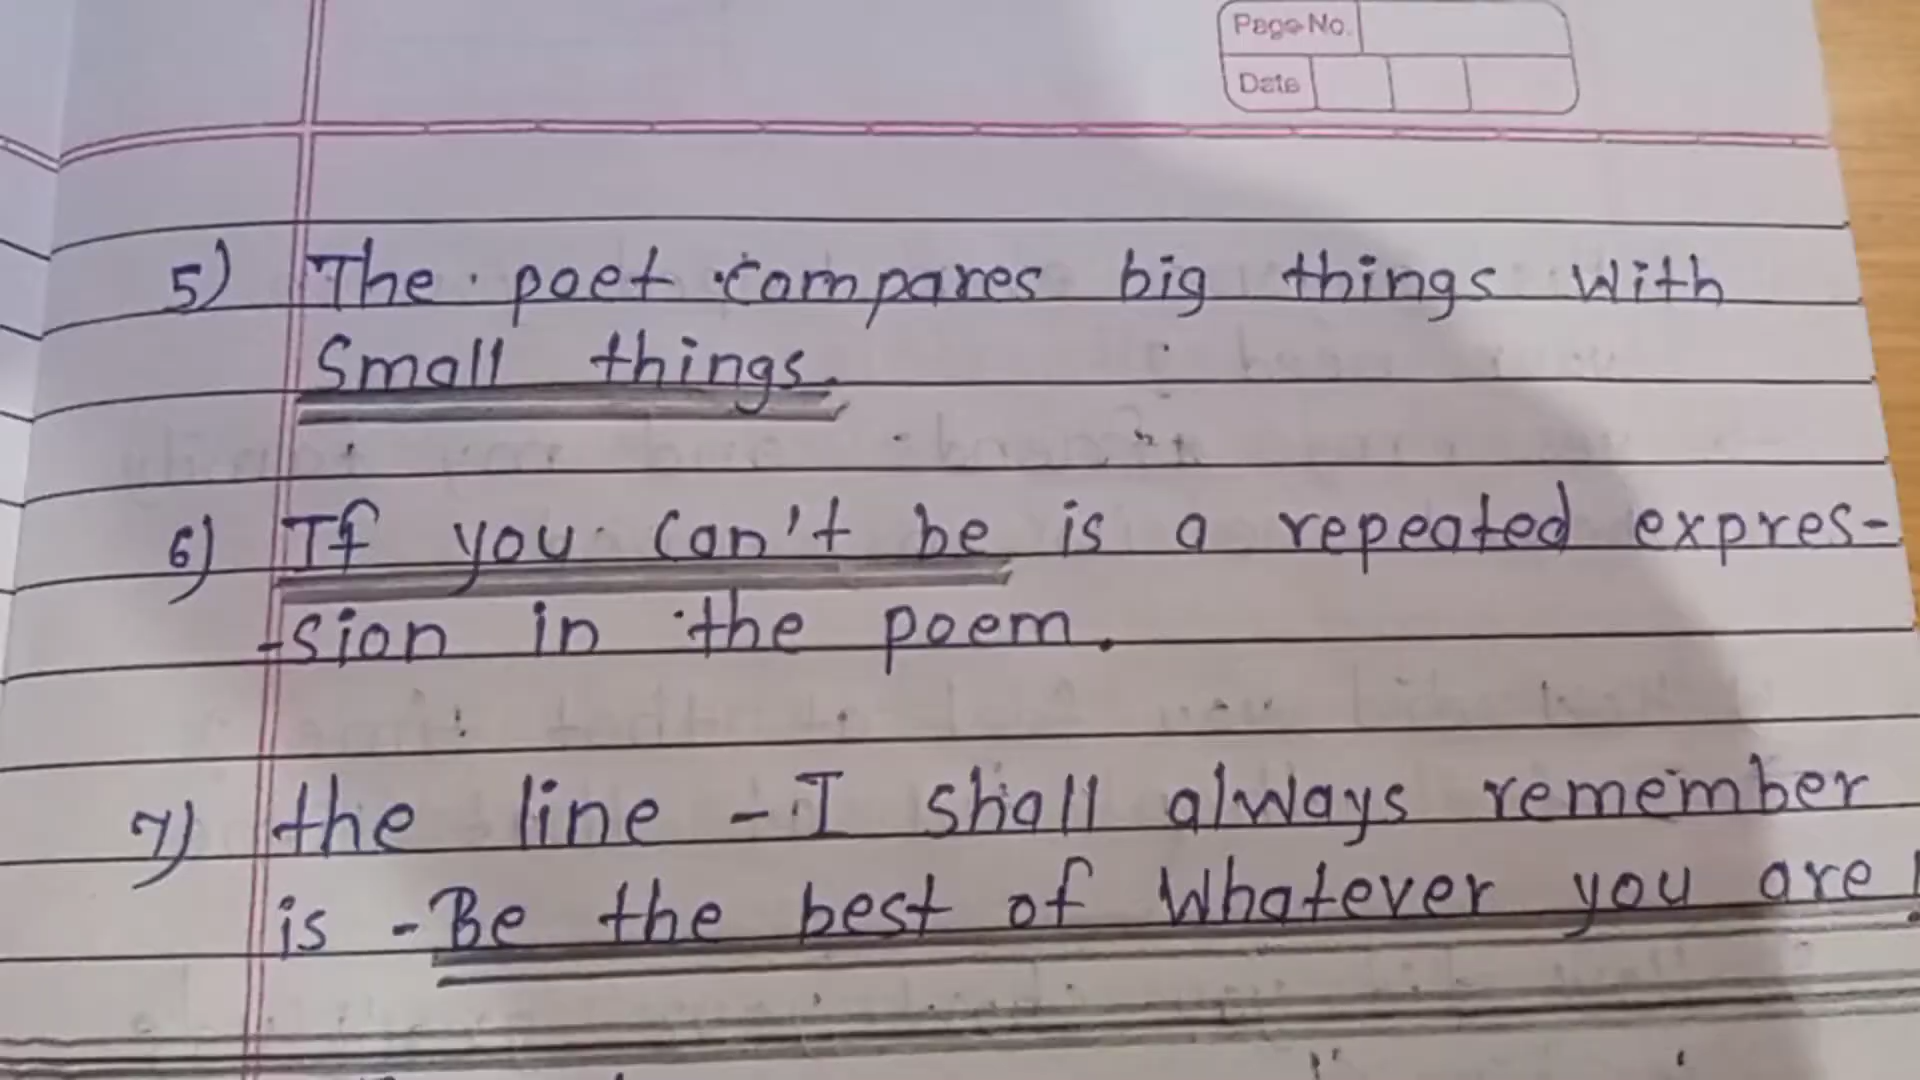 Page No.
Date
5) The poet compares big things with
Small things.
6) If you can't be is a repeated expres-
-sion in the poem.
7) the line - I shall always remember
is - Be the best of Whatever you are!